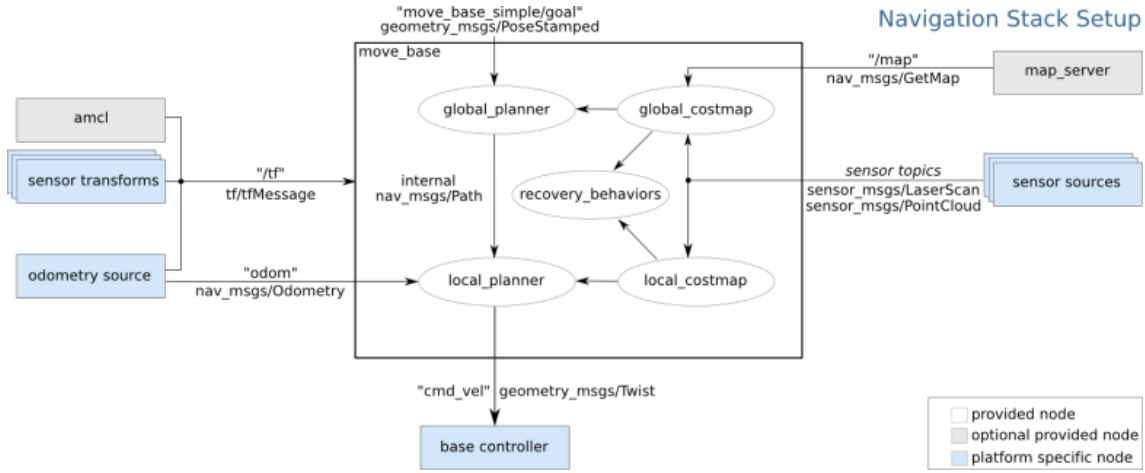 Navigation Stack Setup
"move_base_simple/goal"
geometry_msgs/PoseStamped
move_base
"/map"
nav_msgs/GetMap
map_server
global_planner
global_costmap
amcl
sensor transforms
"/tf"
tf/tfMessage
internal
nav_msgs/Path
recovery_behaviors
sensor topics
sensor_msgs/LaserScan
sensor_msgs/PointCloud
sensor sources
odometry source
"odom"
nav_msgs/Odometry
local_planner
local_costmap
"cmd_vel" geometry_msgs/Twist
base controller
provided node
optional provided node
platform specific node